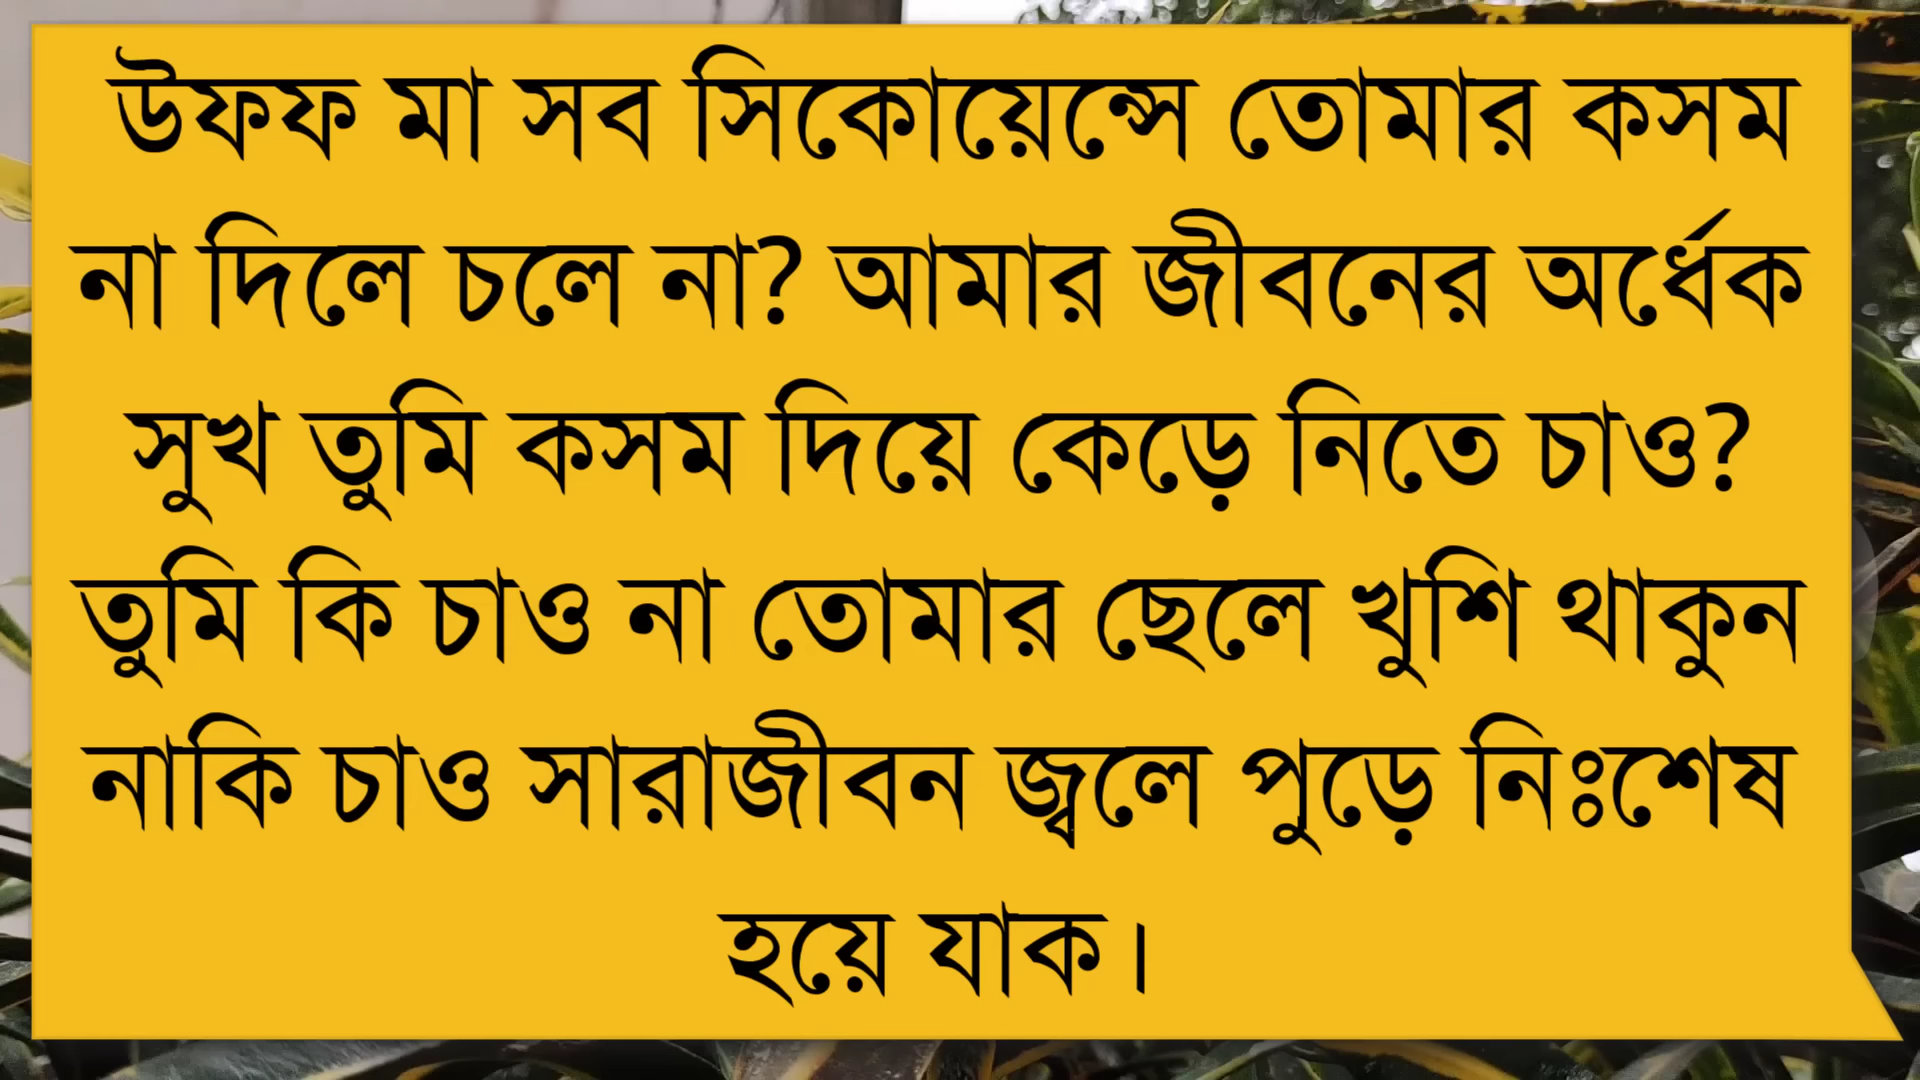 উফফ মা সব সিকোয়েন্সে তোমার কসম
না দিলে চলে না? আমার জীবনের অর্ধেক
সুখ তুমি কসম দিয়ে কেড়ে নিতে চাও?
তুমি কি চাও না তোমার ছেলে খুশি থাকুন
নাকি চাও সারাজীবন জ্বলে পুড়ে নিঃশেষ
হয়ে যাক।